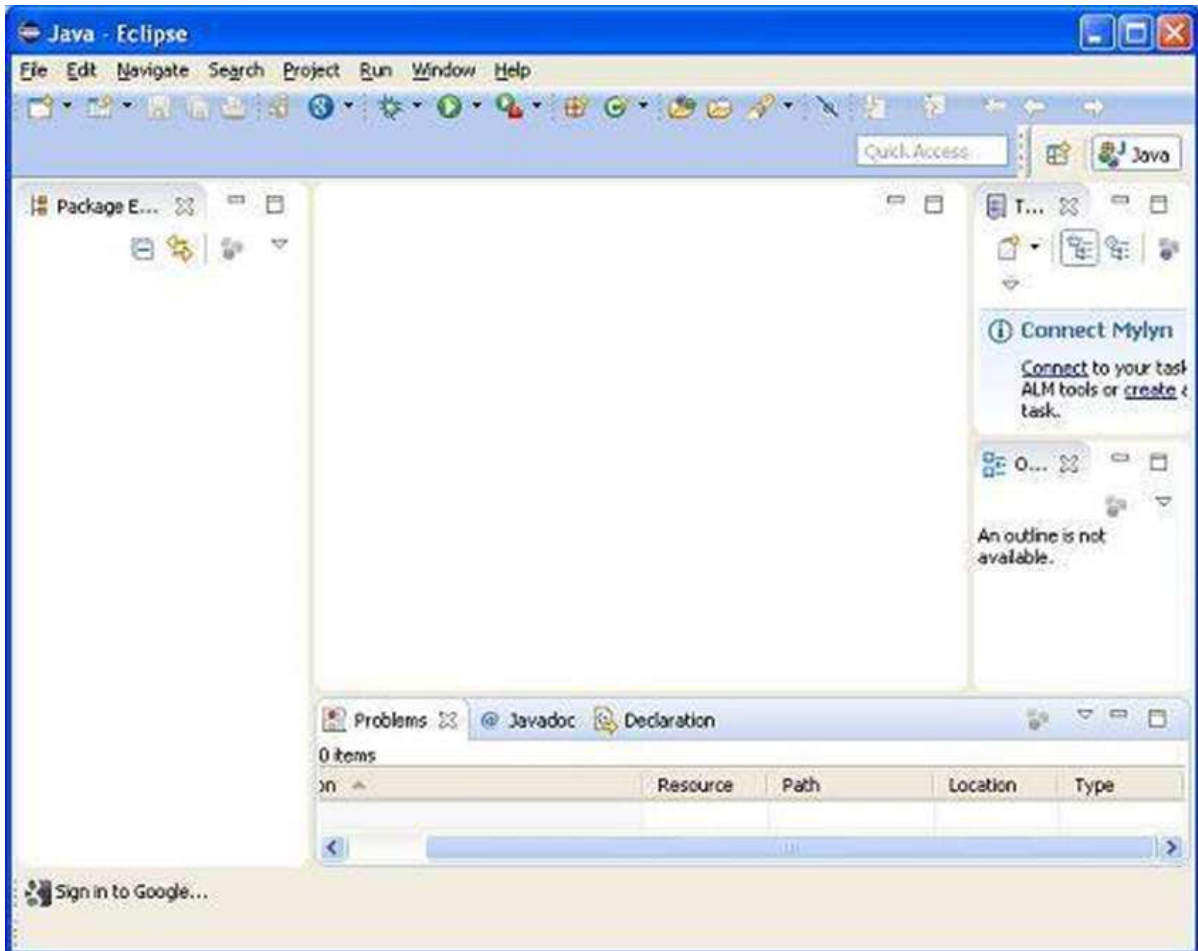 Java - Eclipse
File Edit Navigate Search Project Run Window Help
Quick Access
Java
Package E...
T...
Connect Mylyn
Connect to your task
ALM tools or create a
task.
O...
An outline is not
available.
Problems @ Javadoc Declaration
0 items
on Resource Path Location Type
Sign in to Google...